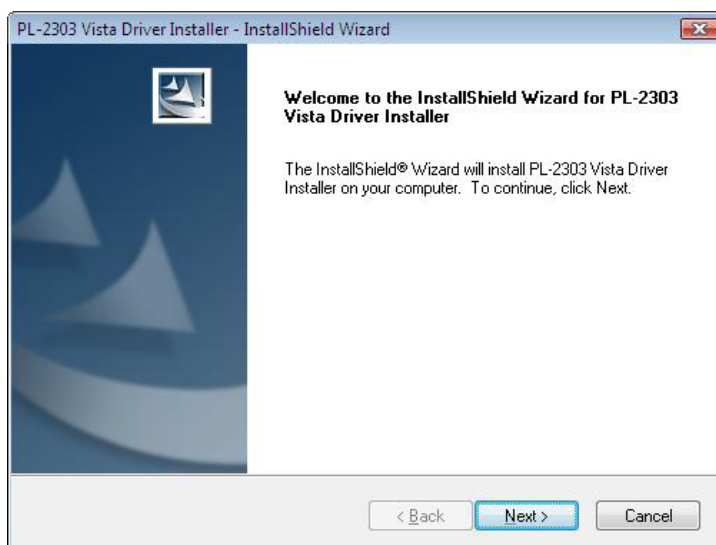 PL-2303 Vista Driver Installer - InstallShield Wizard
Welcome to the InstallShield Wizard for PL-2303
Vista Driver Installer
The InstallShield® Wizard will install PL-2303 Vista Driver
Installer on your computer. To continue, click Next.
< Back Next > Cancel